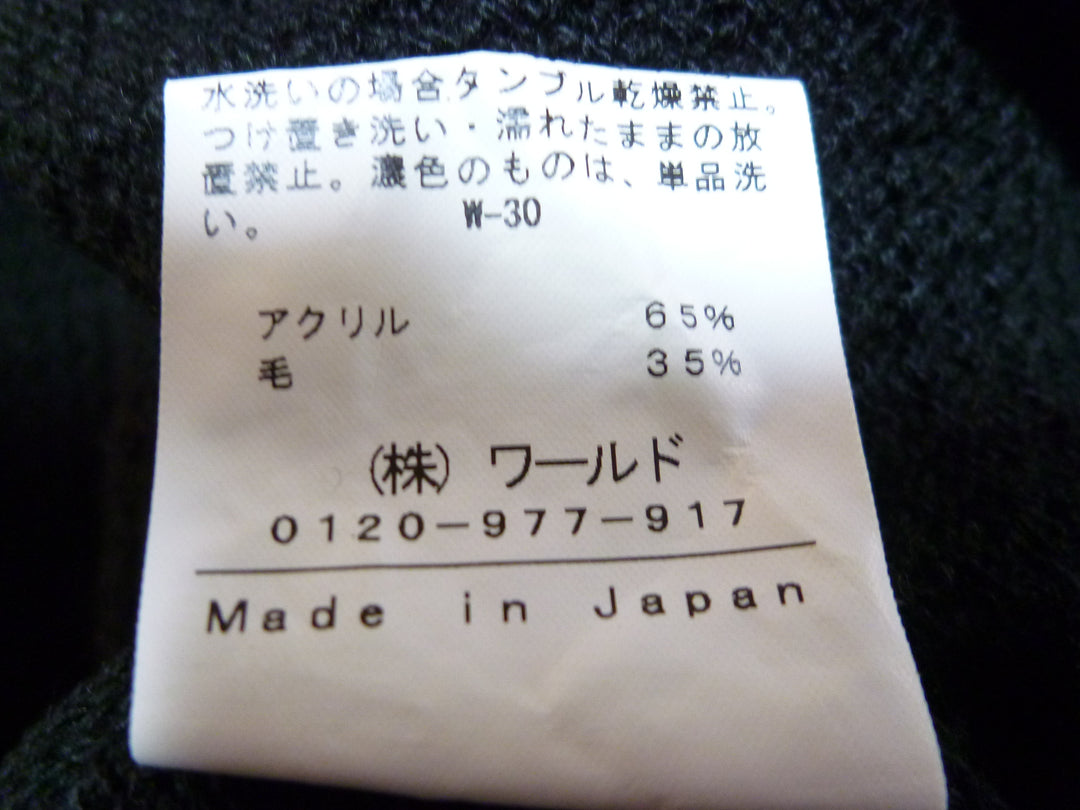 水洗いの場合タンブル乾燥禁止。
つけ置き洗い・濡れたままの放
置禁止。濃色のものは、単品洗
い。 W-30
アクリル 65%
毛 35%
(株) ワールド
0120-977-917
Made in Japan